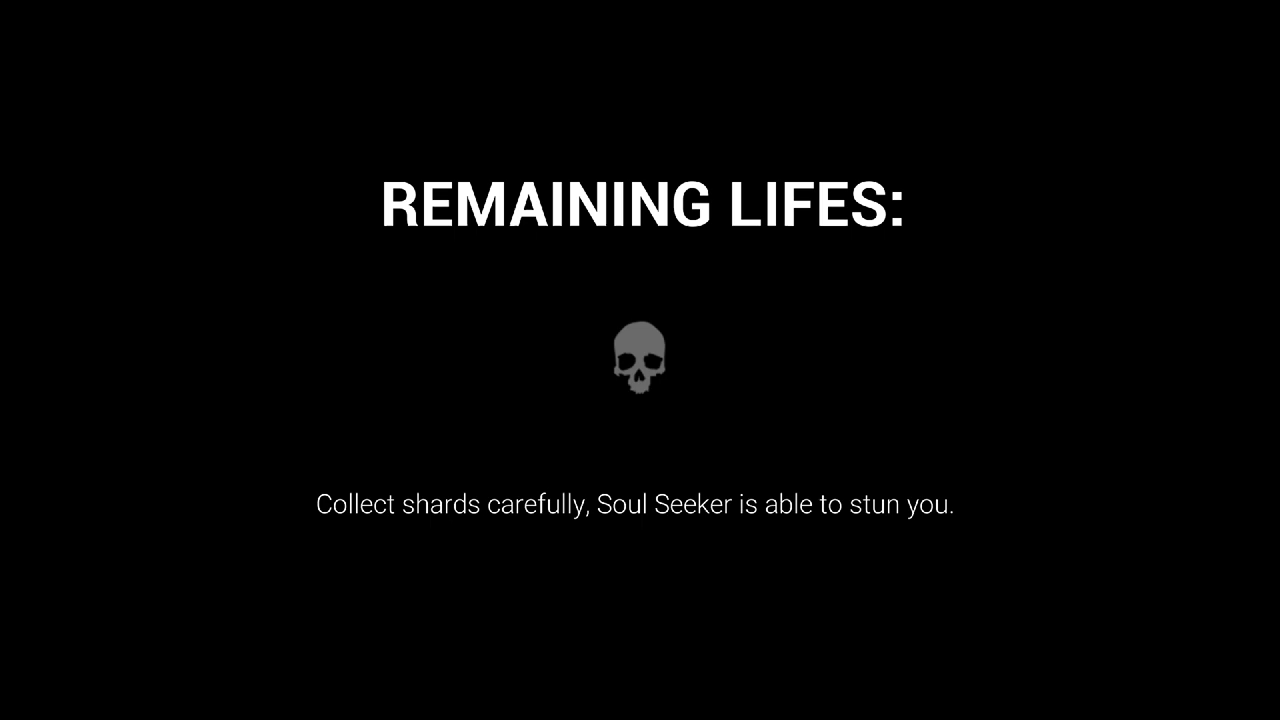 REMAINING LIFES:
Collect shards carefully, Soul Seeker is able to stun you.